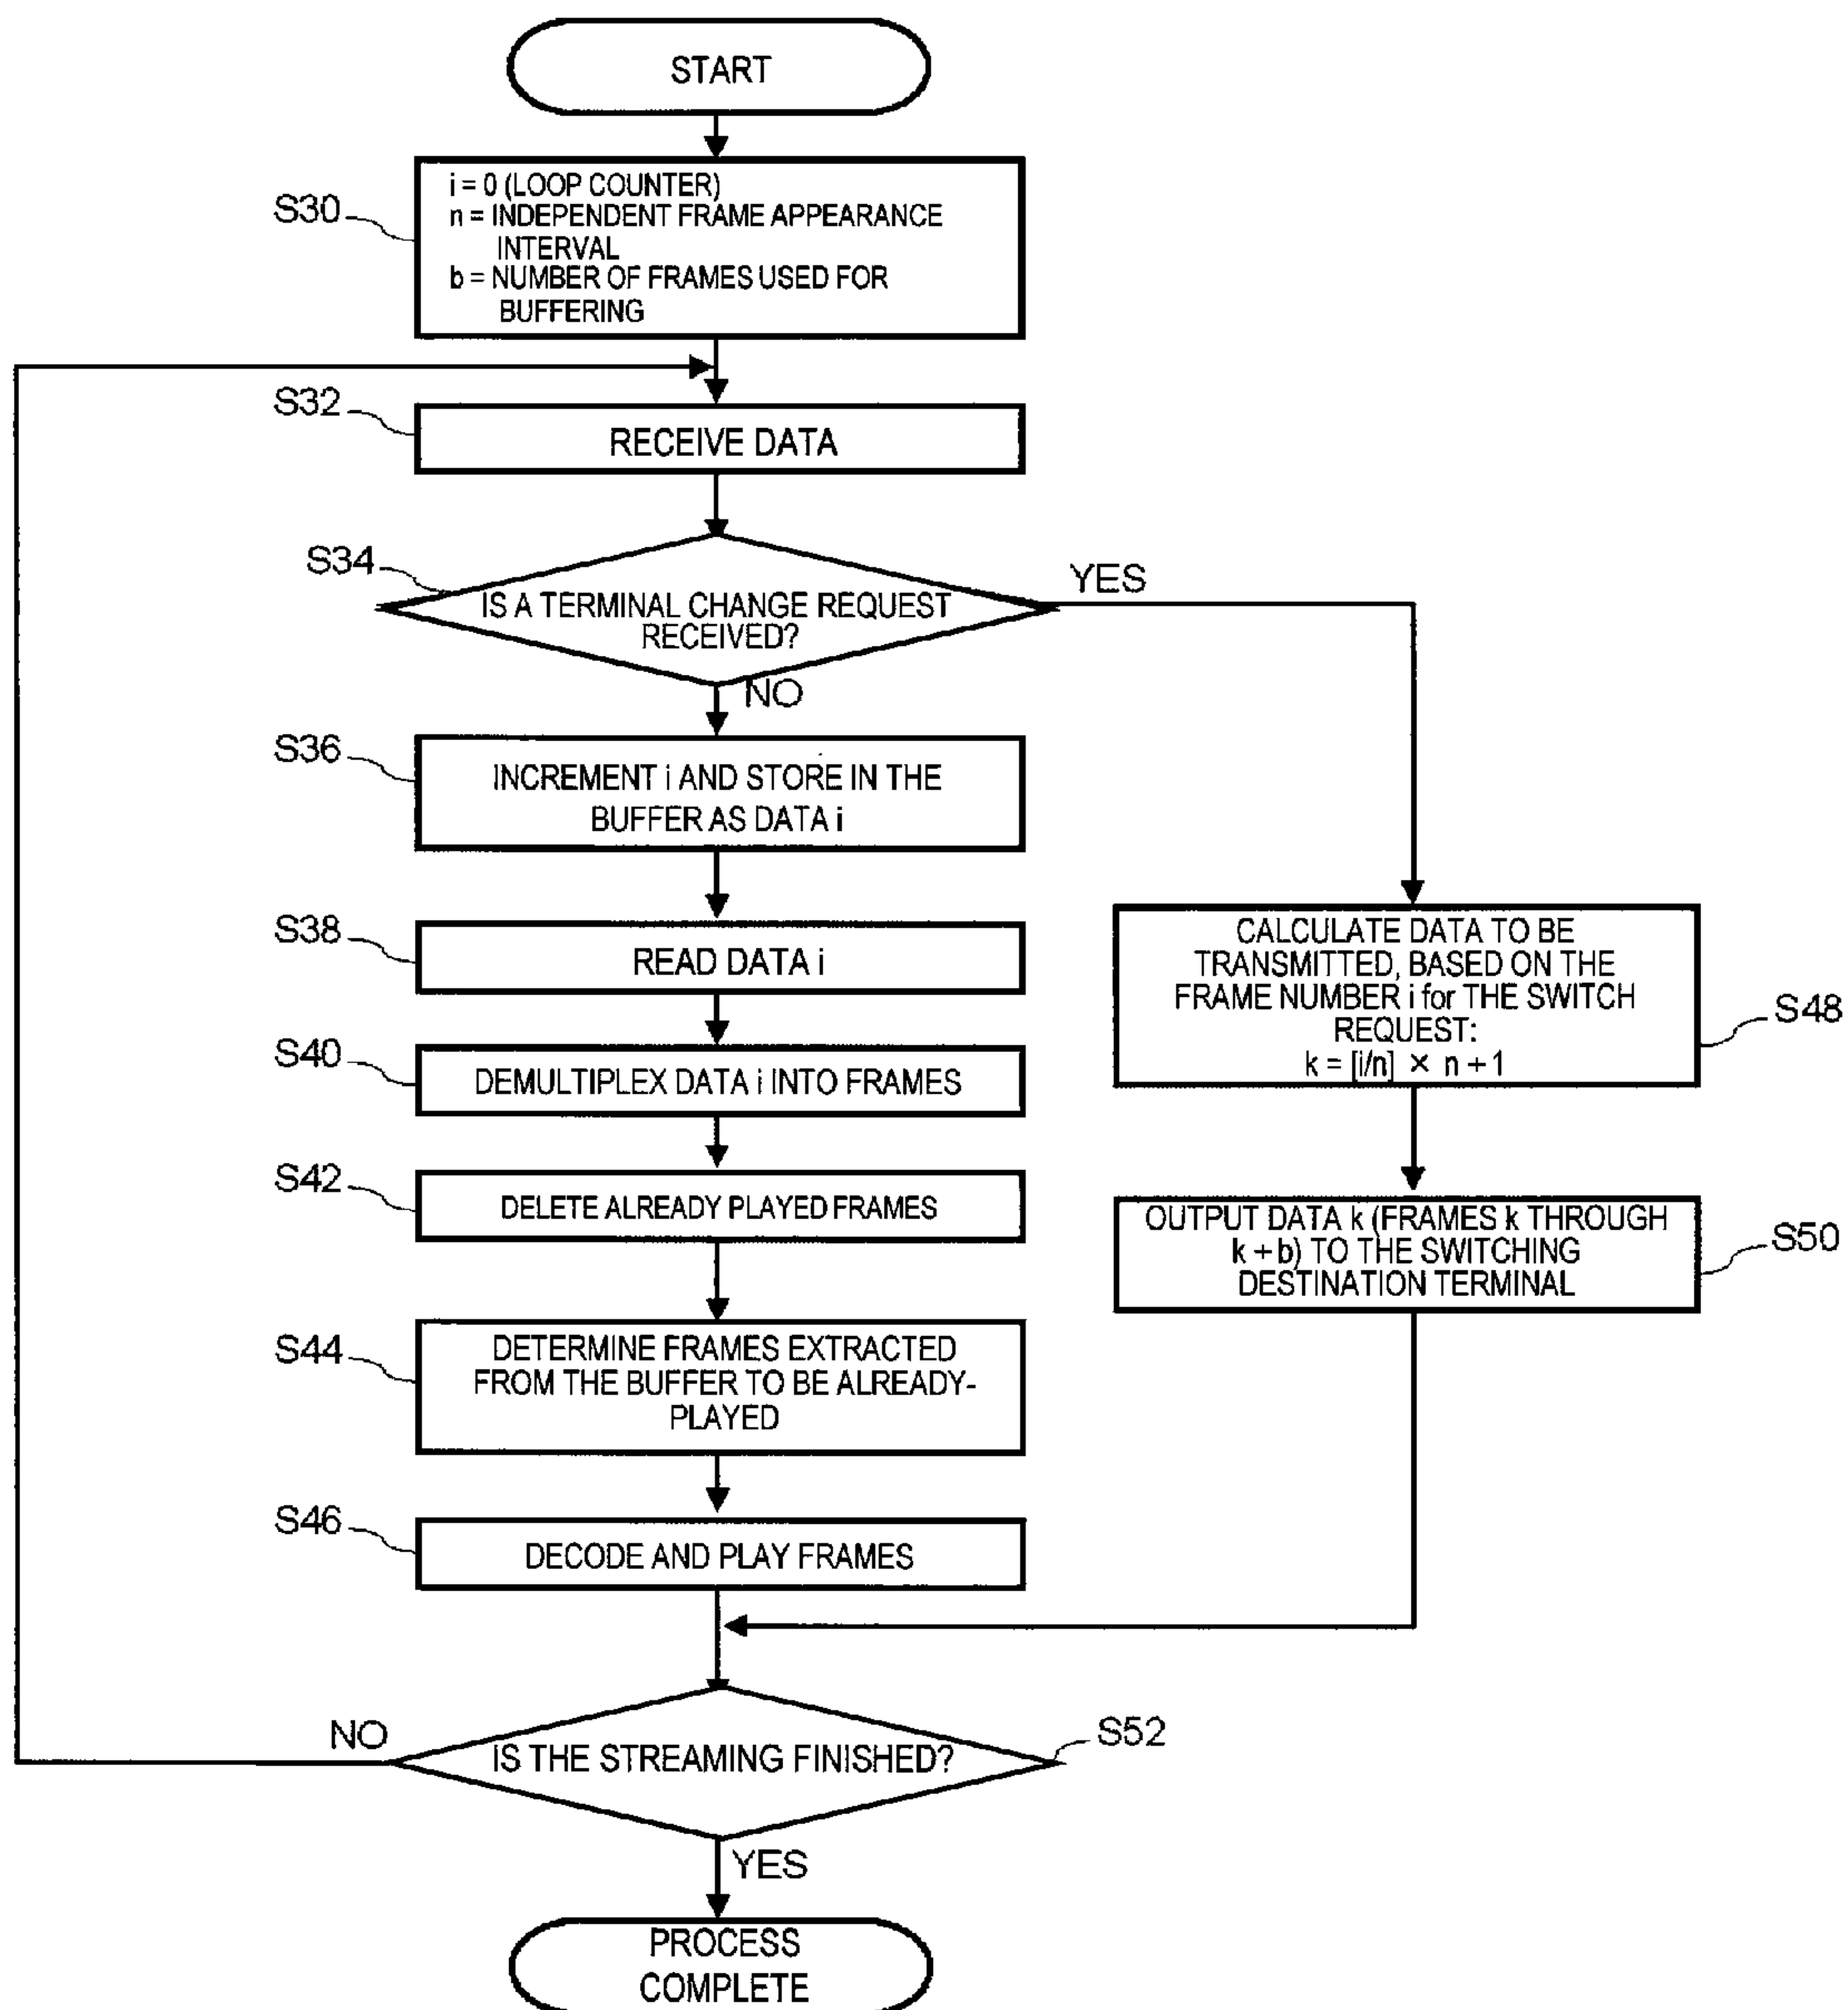 START
S30
i = 0 (LOOP COUNTER)
n = INDEPENDENT FRAME APPEARANCE
INTERVAL
b = NUMBER OF FRAMES USED FOR
BUFFERING
S32
RECEIVE DATA
S34
IS A TERMINAL CHANGE REQUEST
RECEIVED?
YES
NO
S36
INCREMENT i AND STORE IN THE
BUFFER AS DATA i
S38
READ DATA i
S40
DEMULTIPLEX DATA i INTO FRAMES
S42
DELETE ALREADY PLAYED FRAMES
S44
DETERMINE FRAMES EXTRACTED
FROM THE BUFFER TO BE ALREADY-
PLAYED
S46
DECODE AND PLAY FRAMES
CALCULATE DATA TO BE
TRANSMITTED, BASED ON THE
FRAME NUMBER i for THE SWITCH
REQUEST:
k = [i/n] × n + 1
S48
OUTPUT DATA k (FRAMES k THROUGH
k + b) TO THE SWITCHING
DESTINATION TERMINAL
S50
NO
IS THE STREAMING FINISHED?
S52
YES
PROCESS
COMPLETE